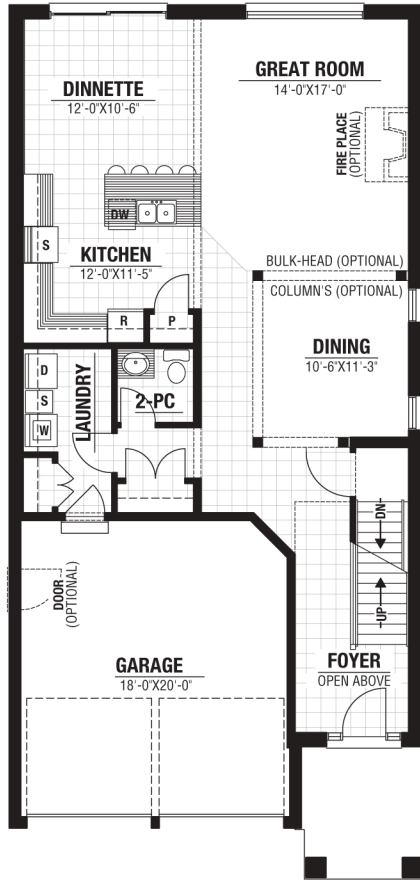 DINNETTE
12'-0"X10'-6"
GREAT ROOM
14'-0"X17'-0"
FIRE PLACE
(OPTIONAL)
DW
S
KITCHEN
12'-0"X11'-5"
BULK-HEAD (OPTIONAL)
COLUMN'S (OPTIONAL)
R
P
DINING
10'-6"X11'-3"
D
S
W
LAUNDRY
2-PC
DN
UP
DOOR
(OPTIONAL)
GARAGE
18'-0"X20'-0"
FOYER
OPEN ABOVE